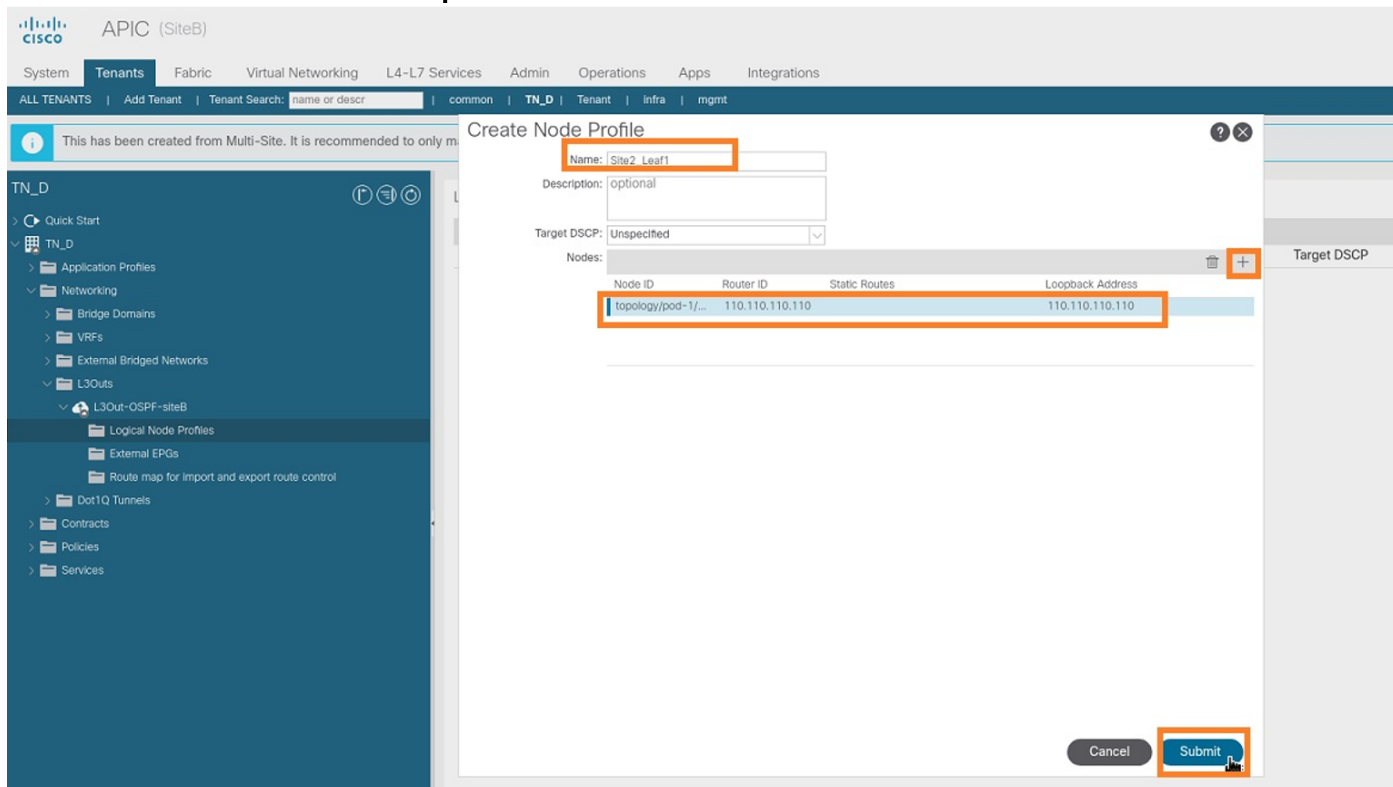 CISCO APIC (SiteB)
System Tenants Fabric Virtual Networking L4-L7 Services Admin Operations Apps Integrations
ALL TENANTS | Add Tenant | Tenant Search: name or descr | common | TN_D | Tenant | infra | mgmt
i This has been created from Multi-Site. It is recommended to only m
TN_D
Quick Start
TN_D
Application Profiles
Networking
Bridge Domains
VRFs
External Bridged Networks
L3Outs
L3Out-OSPF-siteB
Logical Node Profiles
External EPGs
Route map for import and export route control
Dot1Q Tunnels
Contracts
Policies
Services
Create Node Profile
Name: Site2_Leaf1
Description: optional
Target DSCP: Unspecified
Nodes:
Node ID Router ID Static Routes Loopback Address
topology/pod-1/... 110.110.110.110 110.110.110.110
Cancel Submit
Target DSCP